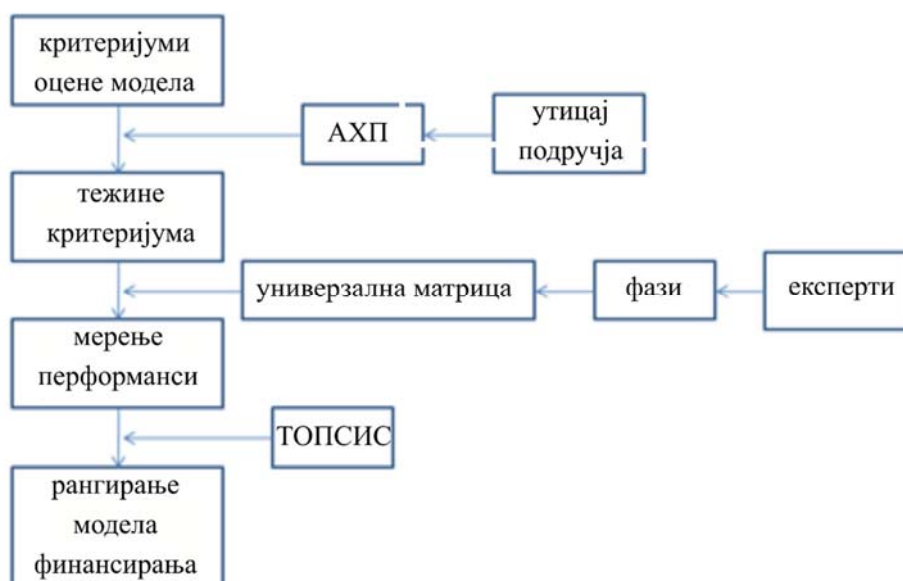 критеријуми
оцене модела
АХП
утицај
подручја
тежине
критеријума
универзална матрица
фази
експерти
мерење
перформанси
ТОПСИС
рангирање
модела
финансирања